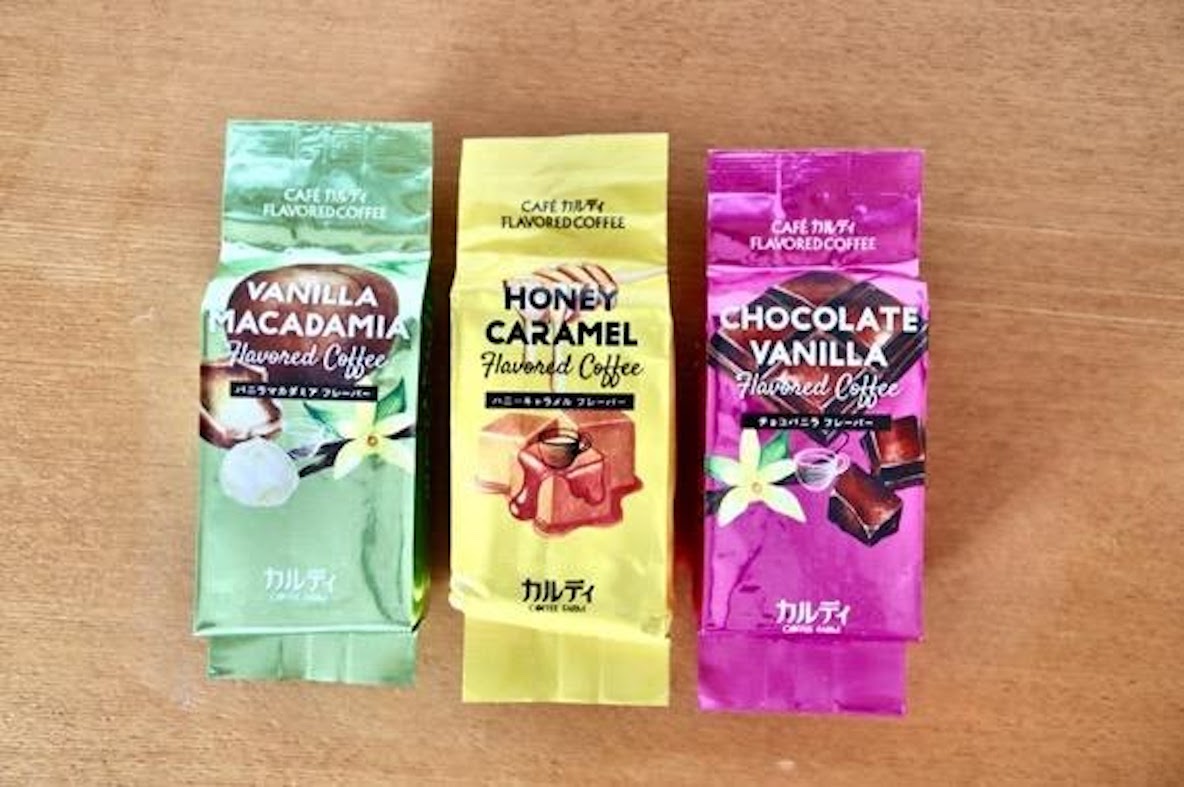 CAFÉ カルディ
FLAVORED COFFEE
VANILLA
MACADAMIA
Flavored Coffee
バニラマカダミア フレーバー
カルディ
COFFEE FARM
CAFÉ カルディ
FLAVORED COFFEE
HONEY
CARAMEL
Flavored Coffee
ハニーキャラメル フレーバー
カルディ
COFFEE FARM
CAFÉ カルディ
FLAVORED COFFEE
CHOCOLATE
VANILLA
Flavored Coffee
チョコバニラ フレーバー
カルディ
COFFEE FARM